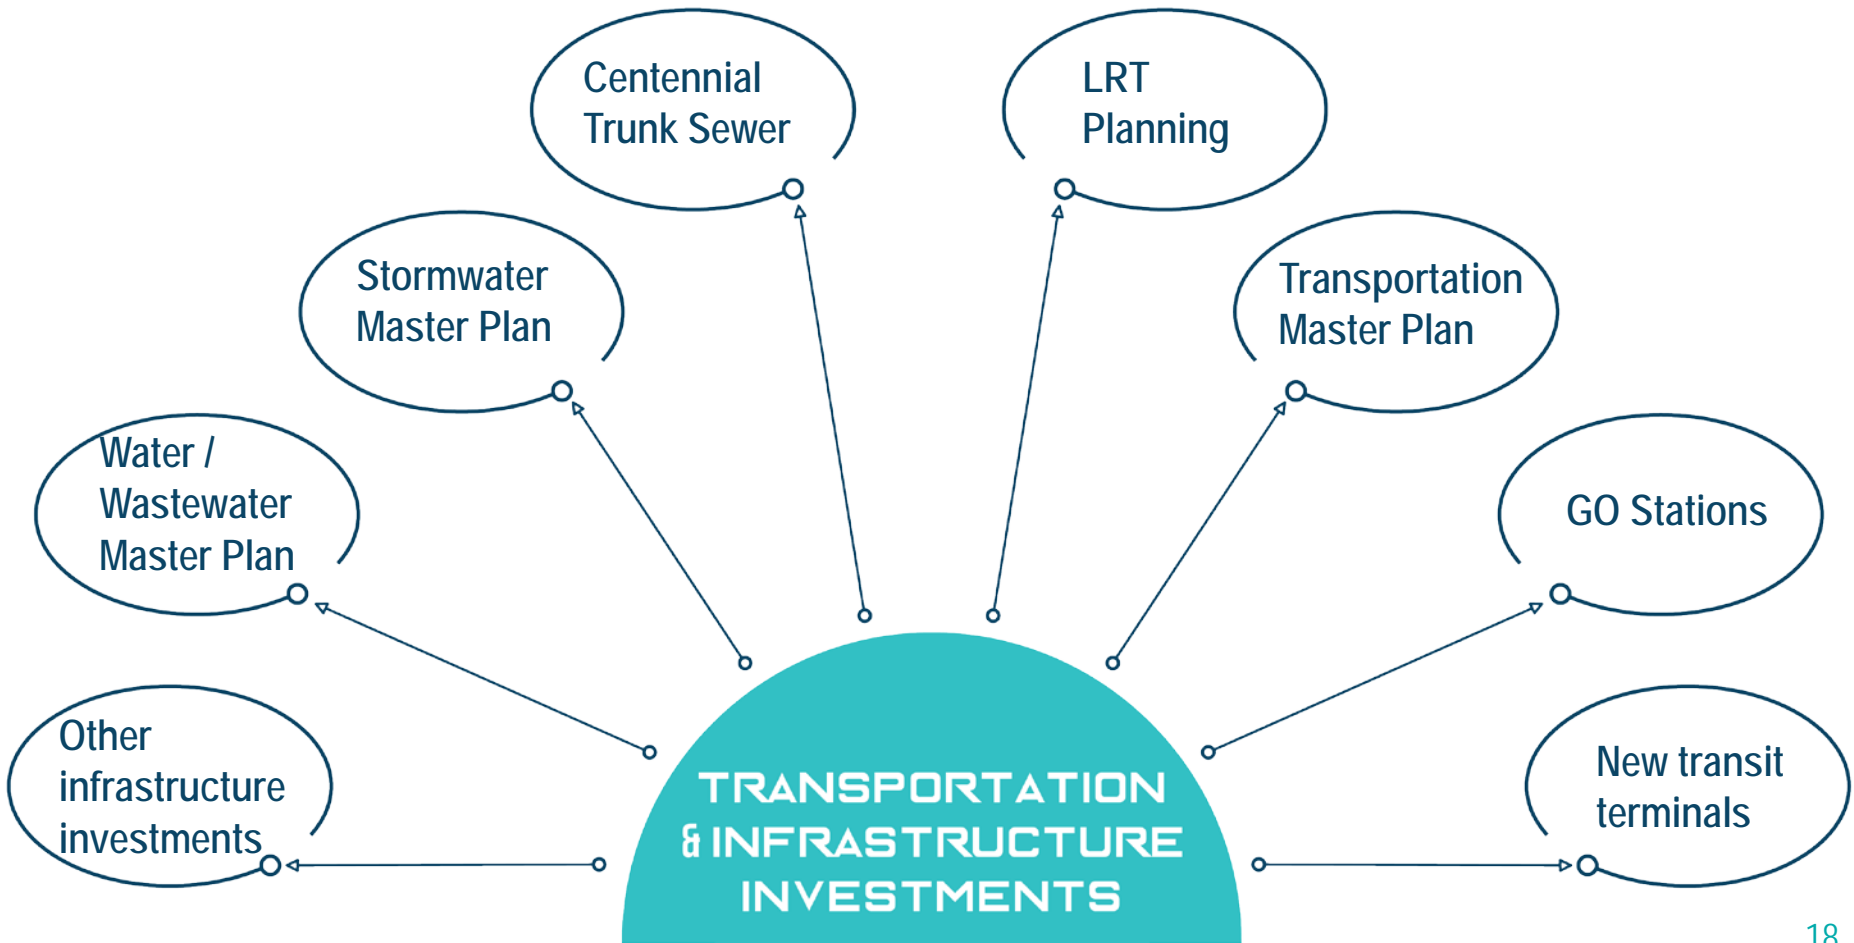 Centennial
Trunk Sewer
LRT
Planning
Stormwater
Master Plan
Transportation
Master Plan
Water /
Wastewater
Master Plan
GO Stations
Other
infrastructure
investments
New transit
terminals
TRANSPORTATION
& INFRASTRUCTURE
INVESTMENTS
18